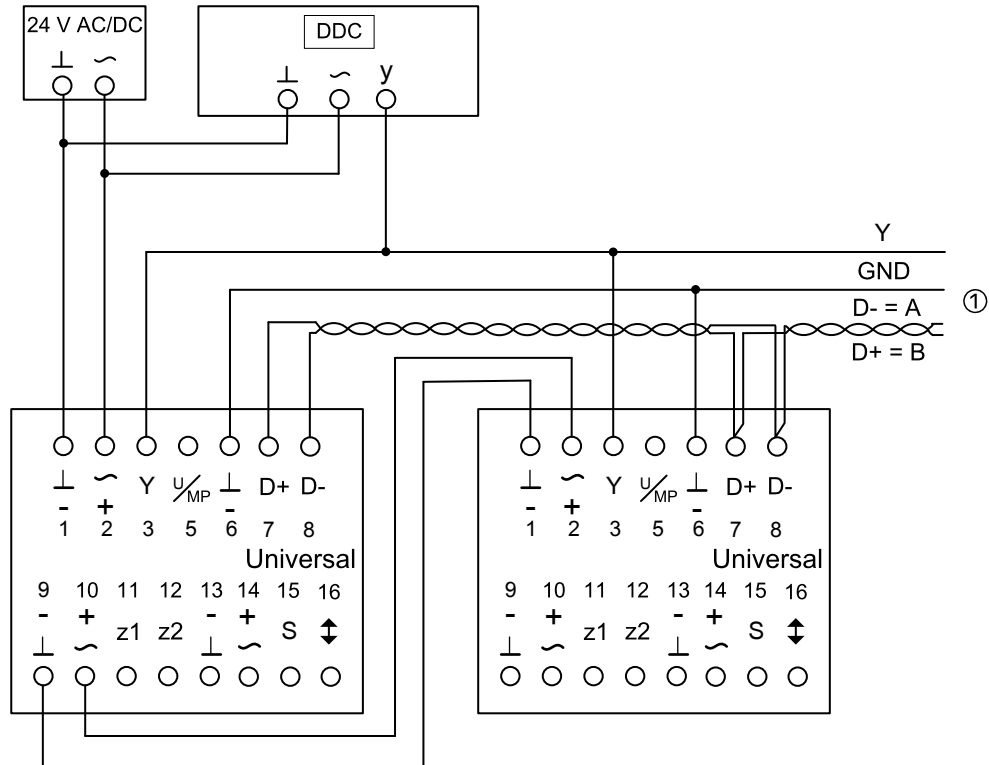 24 V AC/DC
DDC
⊥ ~
⊥ ~ y
Y
GND
①
D- = A
D+ = B
⊥ ~ Y U/MP ⊥ D+ D-
- + -
1 2 3 5 6 7 8
Universal
9 10 11 12 13 14 15 16
- + z1 z2 - + S ↕
⊥ ~ ⊥ ~
⊥ ~ Y U/MP ⊥ D+ D-
- + -
1 2 3 5 6 7 8
Universal
9 10 11 12 13 14 15 16
- + z1 z2 - + S ↕
⊥ ~ ⊥ ~